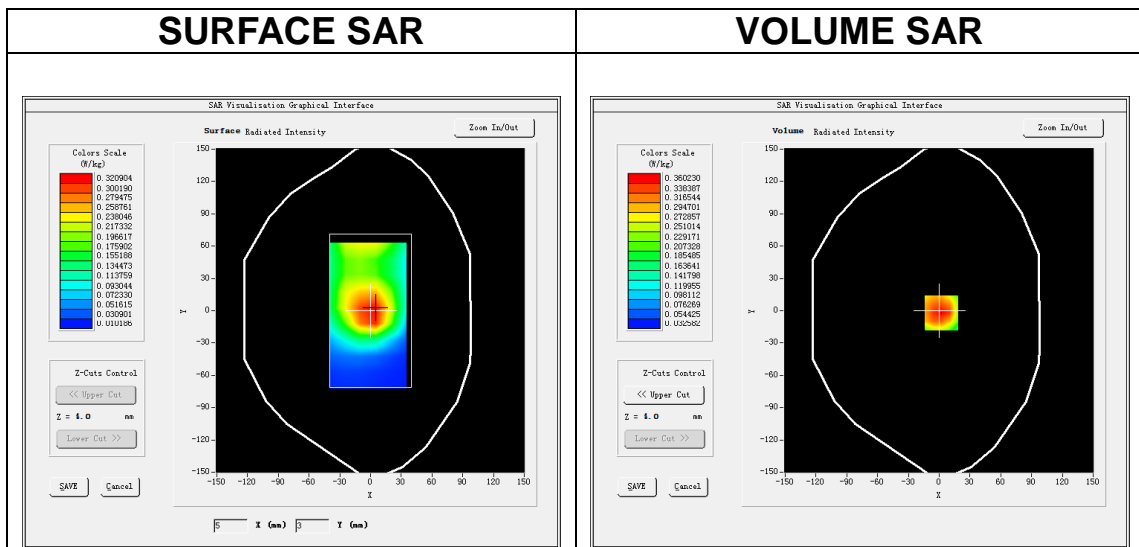 SURFACE SAR
VOLUME SAR
SAR Visualisation Graphical Interface
Surface Radiated Intensity
Zoom In/Out
Colors Scale
(W/kg)
0.320904
0.300190
0.279475
0.258761
0.238046
0.217332
0.196617
0.175902
0.155188
0.134473
0.113759
0.093044
0.072330
0.051615
0.030901
0.010186
Z-Cuts Control
<< Upper Cut
Z = 4.0 mm
Lower Cut >>
SAVE Cancel
150
120
90
60
30
0
-30
-60
-90
-120
-150
Y
-150 -120 -90 -60 -30 0 30 60 90 120 150
X
5 X (mm) 3 Y (mm)
SAR Visualisation Graphical Interface
Volume Radiated Intensity
Zoom In/Out
Colors Scale
(W/kg)
0.360230
0.338387
0.316544
0.294701
0.272857
0.251014
0.229171
0.207328
0.185485
0.163641
0.141798
0.119955
0.098112
0.076269
0.054425
0.032582
Z-Cuts Control
<< Upper Cut
Z = 4.0 mm
Lower Cut >>
SAVE Cancel
150
120
90
60
30
0
-30
-60
-90
-120
-150
Y
-150 -120 -90 -60 -30 0 30 60 90 120 150
X